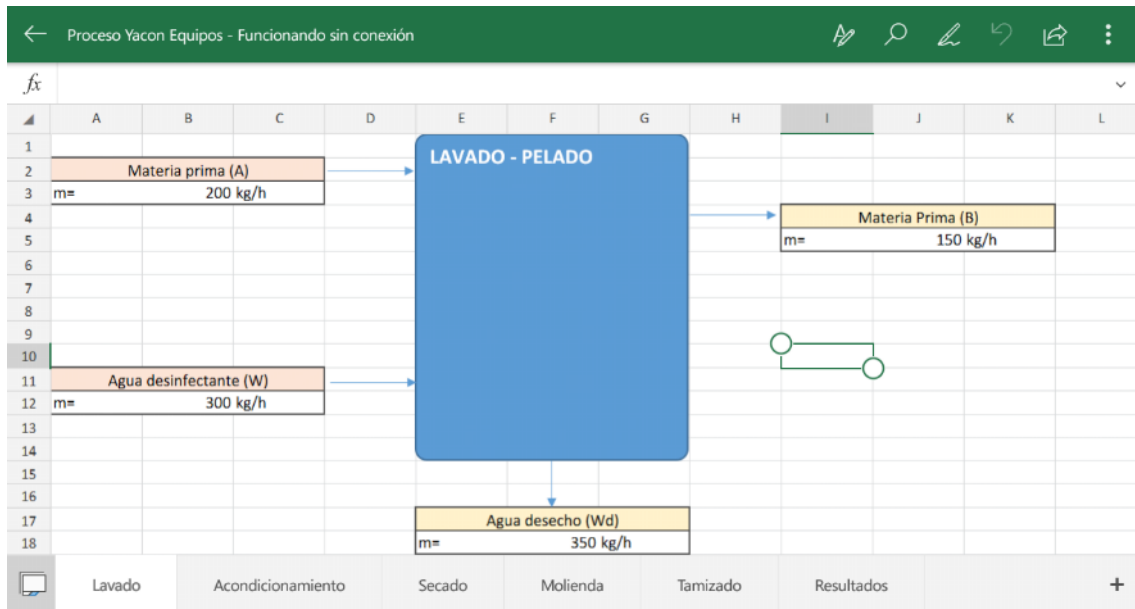 Proceso Yacon Equipos - Funcionando sin conexión
fx
A B C D E F G H I J K L
1
LAVADO - PELADO
2 Materia prima (A)
3 m= 200 kg/h
4 Materia Prima (B)
5 m= 150 kg/h
6
7
8
9
10
11 Agua desinfectante (W)
12 m= 300 kg/h
13
14
15
16
17 Agua desecho (Wd)
18 m= 350 kg/h
Lavado Acondicionamiento Secado Molienda Tamizado Resultados +